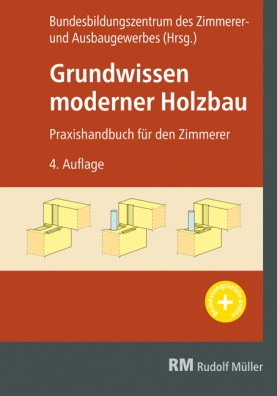 Bundesbildungszentrum des Zimmerer-
und Ausbaugewerbes (Hrsg.)
Grundwissen
moderner Holzbau
Praxishandbuch für den Zimmerer
4. Auflage
+
RM Rudolf Müller